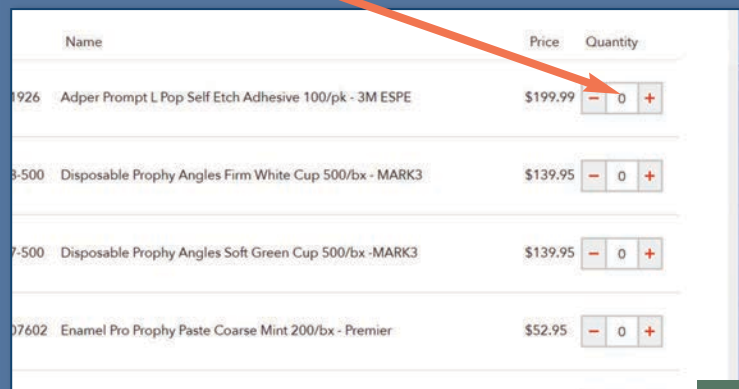 Name Price Quantity
1926 Adper Prompt L Pop Self Etch Adhesive 100/pk - 3M ESPE $199.99 − 0 +
-500 Disposable Prophy Angles Firm White Cup 500/bx - MARK3 $139.95 − 0 +
-500 Disposable Prophy Angles Soft Green Cup 500/bx -MARK3 $139.95 − 0 +
07602 Enamel Pro Prophy Paste Coarse Mint 200/bx - Premier $52.95 − 0 +